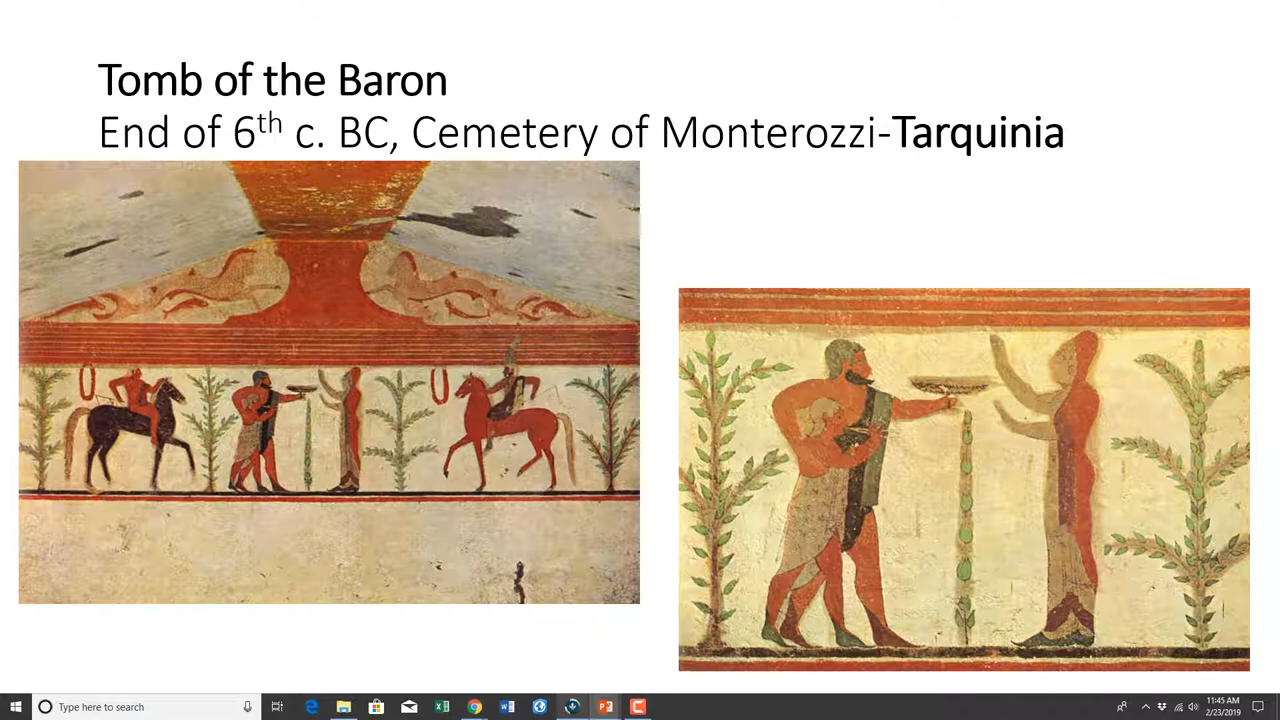 Tomb of the Baron
End of 6th c. BC, Cemetery of Monterozzi-Tarquinia
Type here to search
11:45 AM
2/23/2019